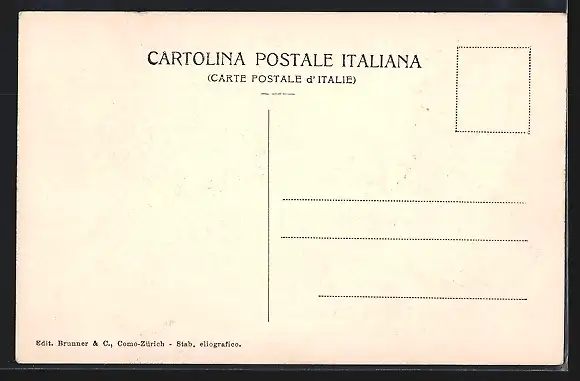 CARTOLINA POSTALE ITALIANA
(CARTE POSTALE d'ITALIE)
Edit. Brunner & C., Como-Zürich - Stab. eliografico.